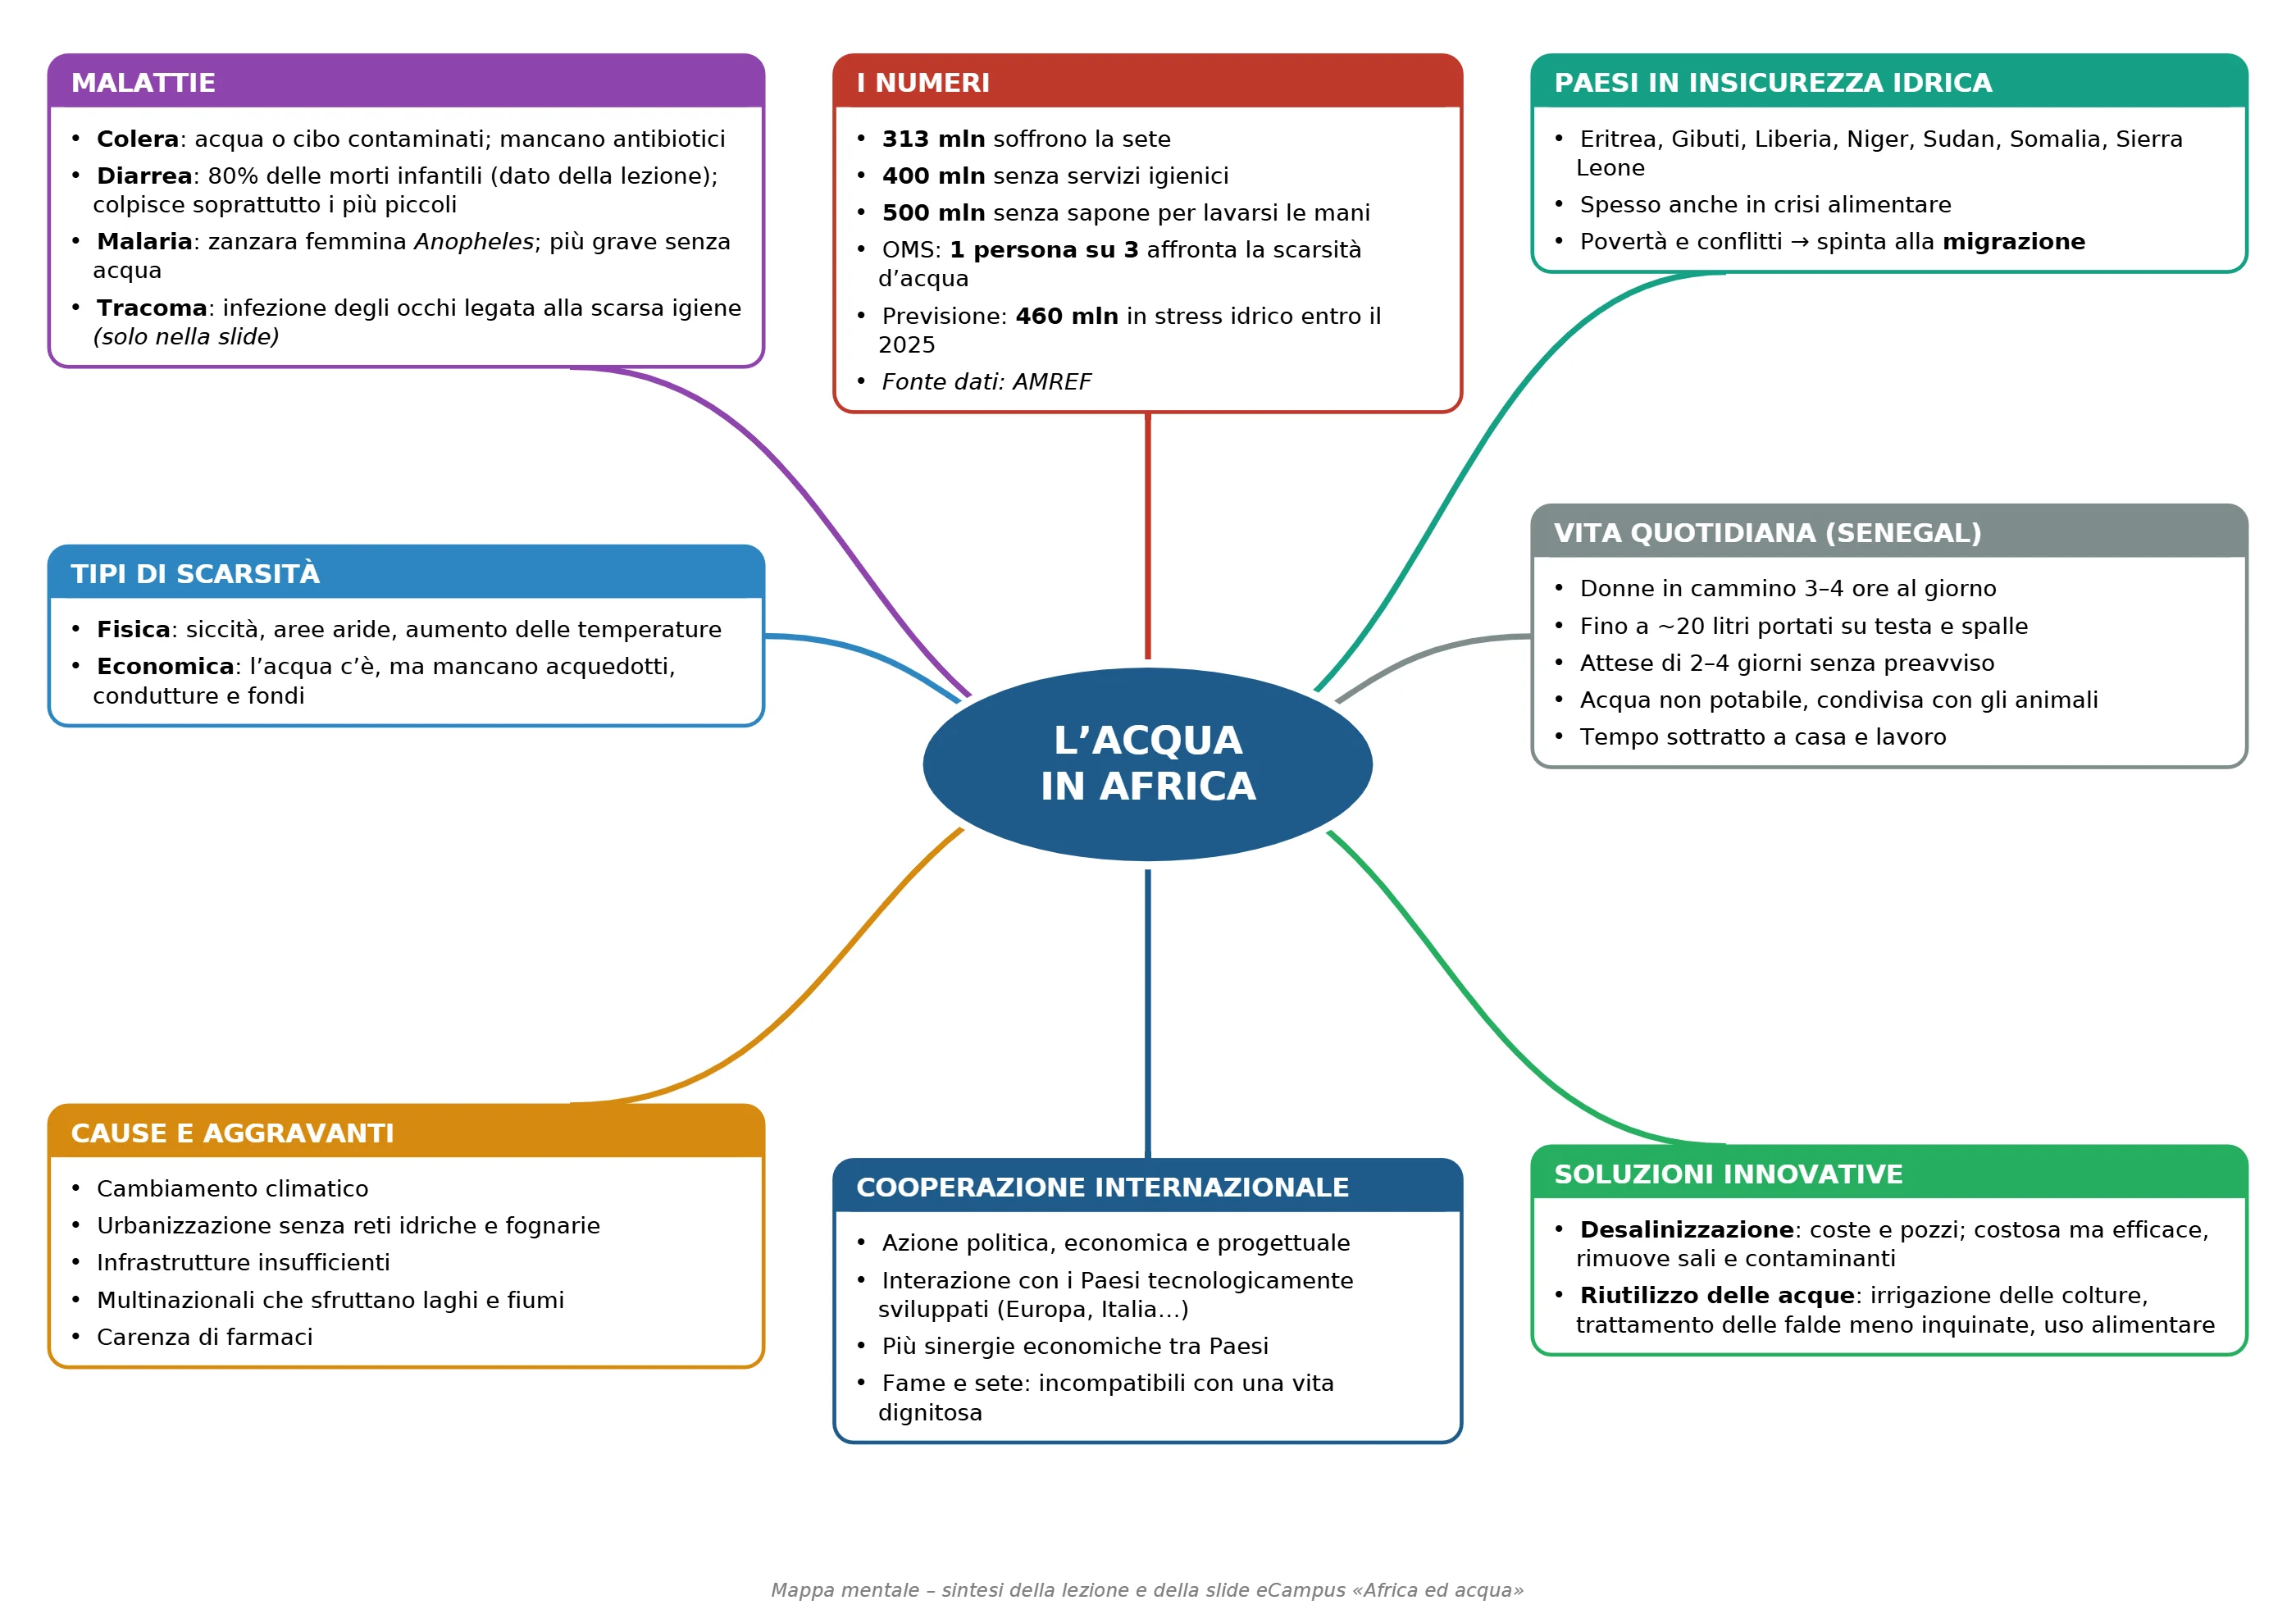 MALATTIE
• Colera: acqua o cibo contaminati; mancano antibiotici
• Diarrea: 80% delle morti infantili (dato della lezione);
colpisce soprattutto i più piccoli
• Malaria: zanzara femmina Anopheles; più grave senza
acqua
• Tracoma: infezione degli occhi legata alla scarsa igiene
(solo nella slide)
I NUMERI
• 313 mln soffrono la sete
• 400 mln senza servizi igienici
• 500 mln senza sapone per lavarsi le mani
• OMS: 1 persona su 3 affronta la scarsità
d’acqua
• Previsione: 460 mln in stress idrico entro il
2025
• Fonte dati: AMREF
PAESI IN INSICUREZZA IDRICA
• Eritrea, Gibuti, Liberia, Niger, Sudan, Somalia, Sierra
Leone
• Spesso anche in crisi alimentare
• Povertà e conflitti → spinta alla migrazione
TIPI DI SCARSITÀ
• Fisica: siccità, aree aride, aumento delle temperature
• Economica: l’acqua c’è, ma mancano acquedotti,
condutture e fondi
VITA QUOTIDIANA (SENEGAL)
• Donne in cammino 3–4 ore al giorno
• Fino a ~20 litri portati su testa e spalle
• Attese di 2–4 giorni senza preavviso
• Acqua non potabile, condivisa con gli animali
• Tempo sottratto a casa e lavoro
L’ACQUA
IN AFRICA
CAUSE E AGGRAVANTI
• Cambiamento climatico
• Urbanizzazione senza reti idriche e fognarie
• Infrastrutture insufficienti
• Multinazionali che sfruttano laghi e fiumi
• Carenza di farmaci
COOPERAZIONE INTERNAZIONALE
• Azione politica, economica e progettuale
• Interazione con i Paesi tecnologicamente
sviluppati (Europa, Italia…)
• Più sinergie economiche tra Paesi
• Fame e sete: incompatibili con una vita
dignitosa
SOLUZIONI INNOVATIVE
• Desalinizzazione: coste e pozzi; costosa ma efficace,
rimuove sali e contaminanti
• Riutilizzo delle acque: irrigazione delle colture,
trattamento delle falde meno inquinate, uso alimentare
Mappa mentale – sintesi della lezione e della slide eCampus «Africa ed acqua»